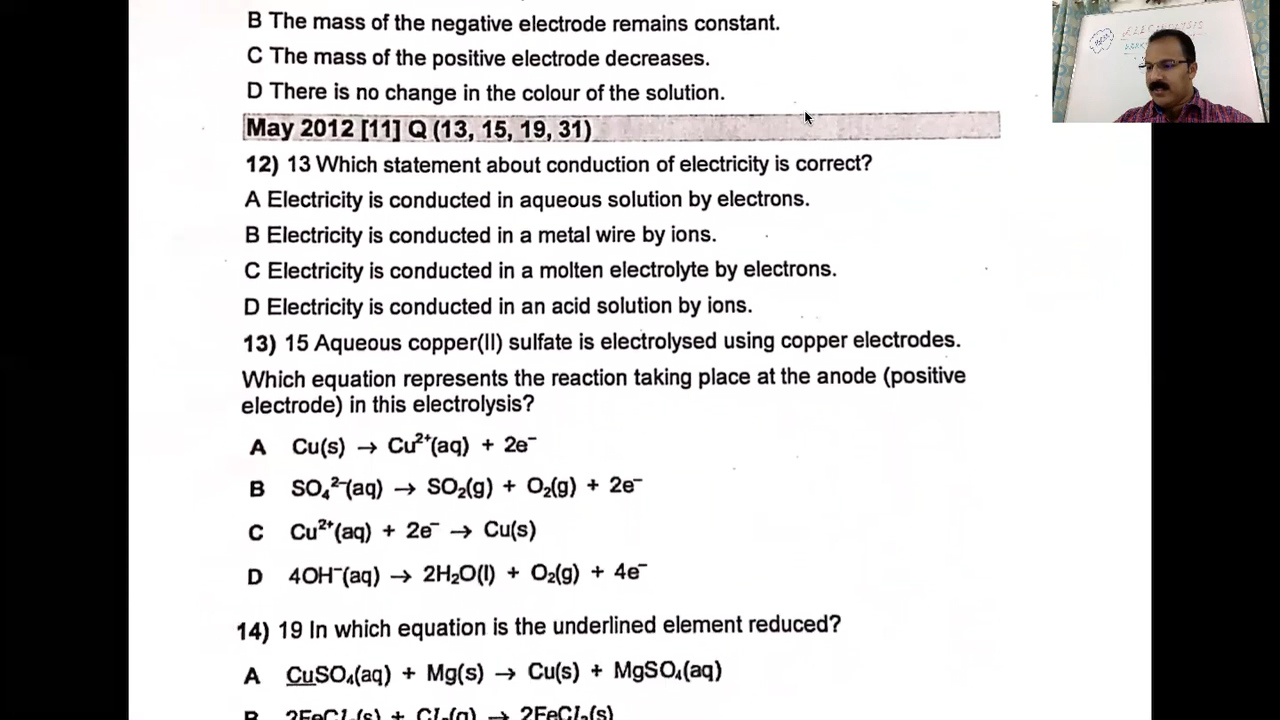 B The mass of the negative electrode remains constant.
C The mass of the positive electrode decreases.
D There is no change in the colour of the solution.
May 2012 [11] Q (13, 15, 19, 31)
12) 13 Which statement about conduction of electricity is correct?
A Electricity is conducted in aqueous solution by electrons.
B Electricity is conducted in a metal wire by ions.
C Electricity is conducted in a molten electrolyte by electrons.
D Electricity is conducted in an acid solution by ions.
13) 15 Aqueous copper(II) sulfate is electrolysed using copper electrodes.
Which equation represents the reaction taking place at the anode (positive
electrode) in this electrolysis?
A Cu(s) → Cu²⁺(aq) + 2e⁻
B SO₄²⁻(aq) → SO₂(g) + O₂(g) + 2e⁻
C Cu²⁺(aq) + 2e⁻ → Cu(s)
D 4OH⁻(aq) → 2H₂O(l) + O₂(g) + 4e⁻
14) 19 In which equation is the underlined element reduced?
A CuSO₄(aq) + Mg(s) → Cu(s) + MgSO₄(aq)